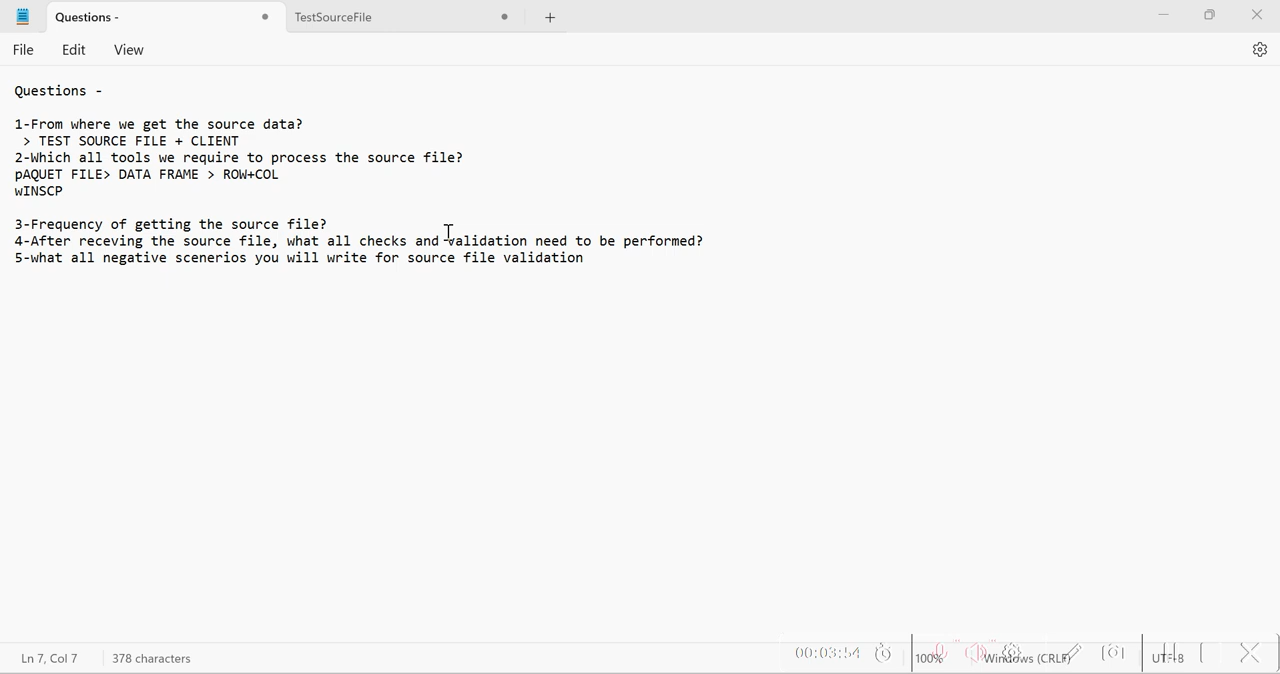 Questions -
TestSourceFile
File Edit View
Questions -
1-From where we get the source data?
> TEST SOURCE FILE + CLIENT
2-Which all tools we require to process the source file?
pAQUET FILE> DATA FRAME > ROW+COL
wINSCP
3-Frequency of getting the source file?
4-After receving the source file, what all checks and validation need to be performed?
5-what all negative scenerios you will write for source file validation
Ln 7, Col 7 378 characters 00:03:54 100% Windows (CRLF) UTF-8